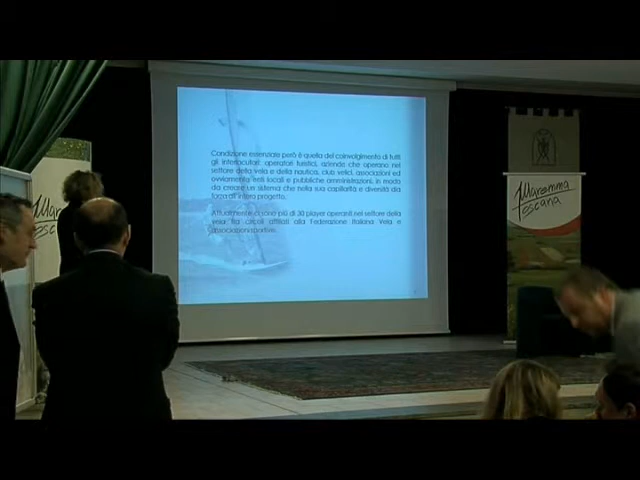 Condizione essenziale però è quella del coinvolgimento di tutti
gli interlocutori: operatori turistici, aziende che operano nel
settore della vela e della nautica, club velici, associazioni ed
ovviamente enti locali e pubbliche amministrazioni, in modo
da creare un sistema che nella sua capillarità e diversità dia
forza all'intero progetto.
Attualmente ci sono più di 30 player operanti nel settore della
vela tra circoli affiliati alla Federazione Italiana Vela e
associazioni sportive.
Maremma
Toscana